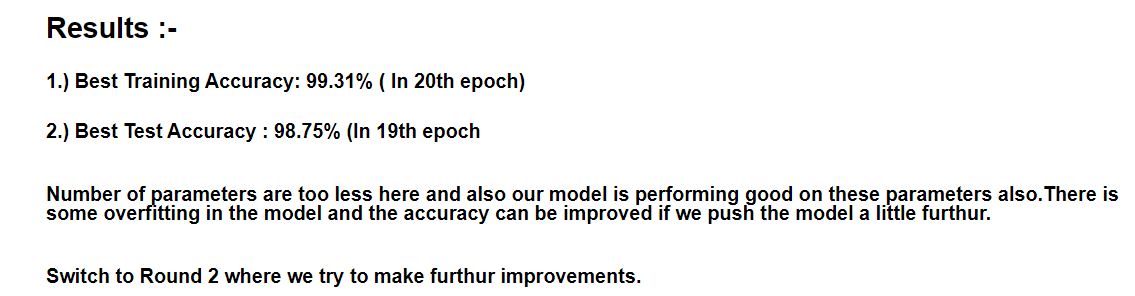 Results :-
1.) Best Training Accuracy: 99.31% ( In 20th epoch)
2.) Best Test Accuracy : 98.75% (In 19th epoch
Number of parameters are too less here and also our model is performing good on these parameters also.There is
some overfitting in the model and the accuracy can be improved if we push the model a little furthur.
Switch to Round 2 where we try to make furthur improvements.